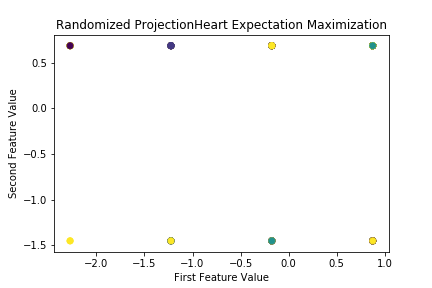 Randomized ProjectionHeart Expectation Maximization
Second Feature Value
0.5
0.0
−0.5
−1.0
−1.5
−2.0 −1.5 −1.0 −0.5 0.0 0.5 1.0
First Feature Value